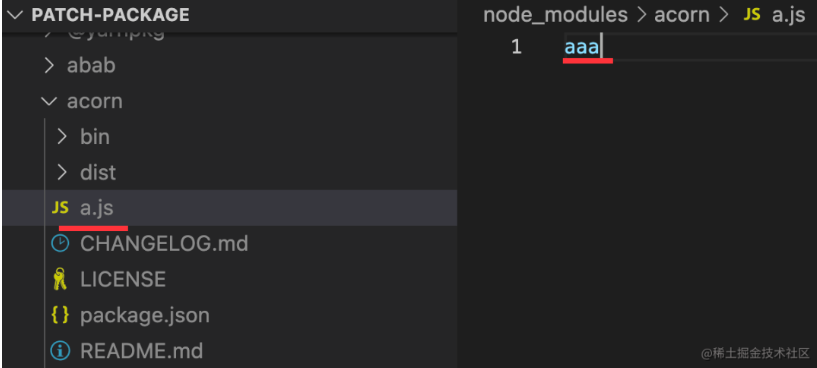 PATCH-PACKAGE
@yarnpkg
abab
acorn
bin
dist
JS a.js
CHANGELOG.md
LICENSE
{} package.json
README.md
node_modules > acorn > JS a.js
1 aaa
@稀土掘金技术社区